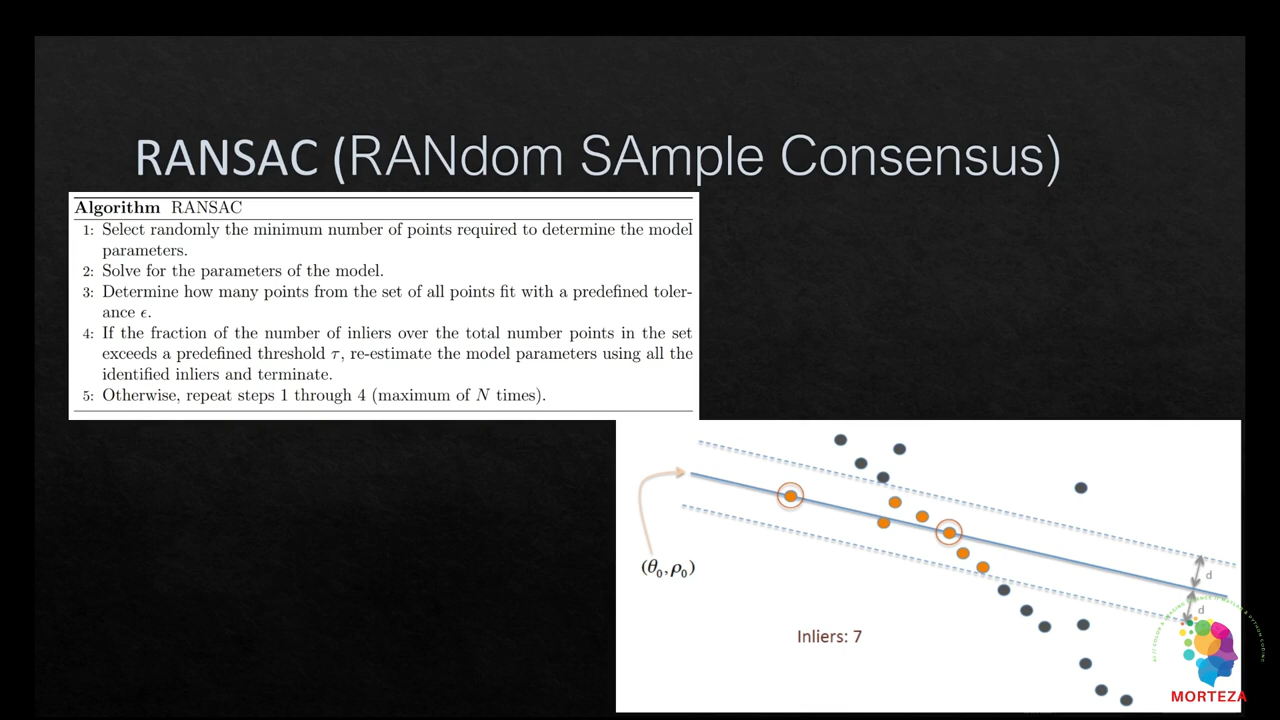 RANSAC (RANdom SAmple Consensus)
Algorithm RANSAC
1: Select randomly the minimum number of points required to determine the model
parameters.
2: Solve for the parameters of the model.
3: Determine how many points from the set of all points fit with a predefined toler-
ance ϵ.
4: If the fraction of the number of inliers over the total number points in the set
exceeds a predefined threshold τ, re-estimate the model parameters using all the
identified inliers and terminate.
5: Otherwise, repeat steps 1 through 4 (maximum of N times).
(θ₀,ρ₀)
d
d
Inliers: 7
MORTEZA